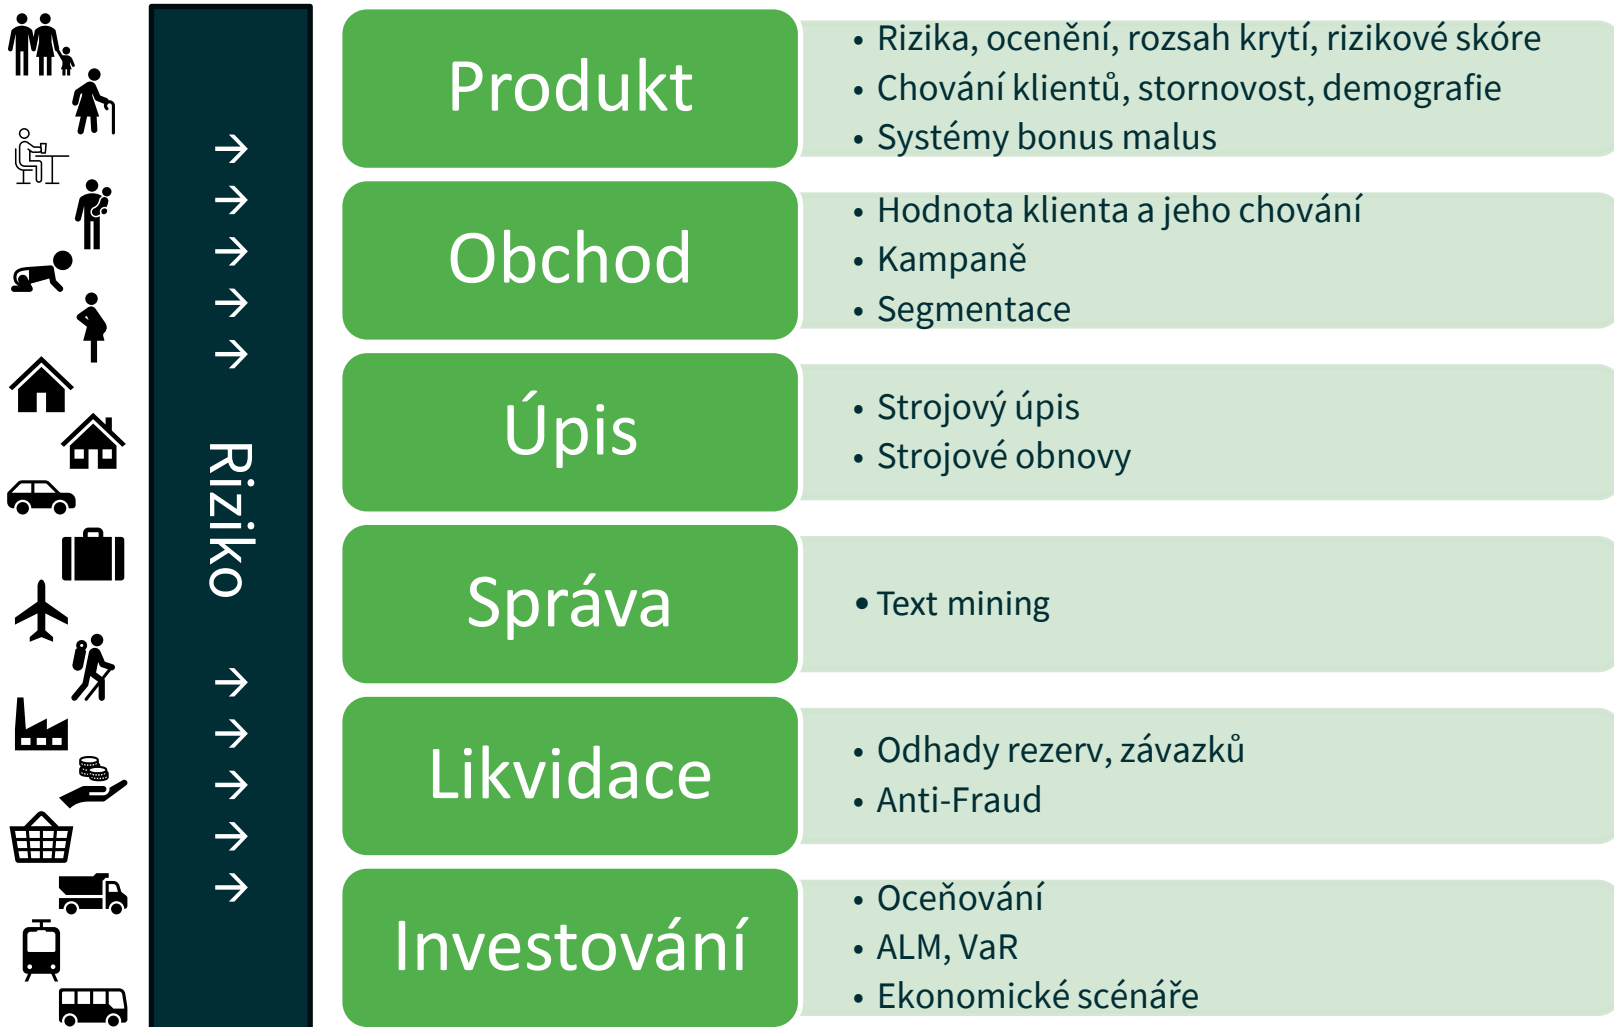 →
→
→
→
→
Riziko
→
→
→
→
→
Produkt
• Rizika, ocenění, rozsah krytí, rizikové skóre
• Chování klientů, stornovost, demografie
• Systémy bonus malus
Obchod
• Hodnota klienta a jeho chování
• Kampaně
• Segmentace
Úpis
• Strojový úpis
• Strojové obnovy
Správa
• Text mining
Likvidace
• Odhady rezerv, závazků
• Anti-Fraud
Investování
• Oceňování
• ALM, VaR
• Ekonomické scénáře